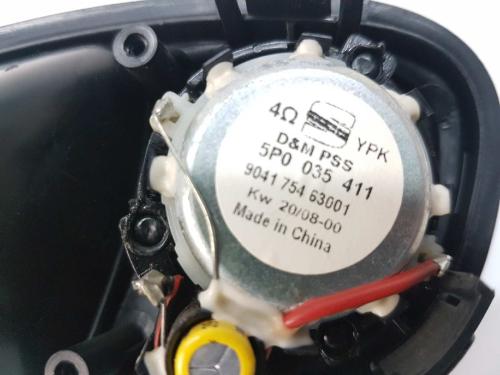 4Ω YPK
D&M PSS
5P0 035 411
9041 754 63001
Kw 20/08-00
Made in China